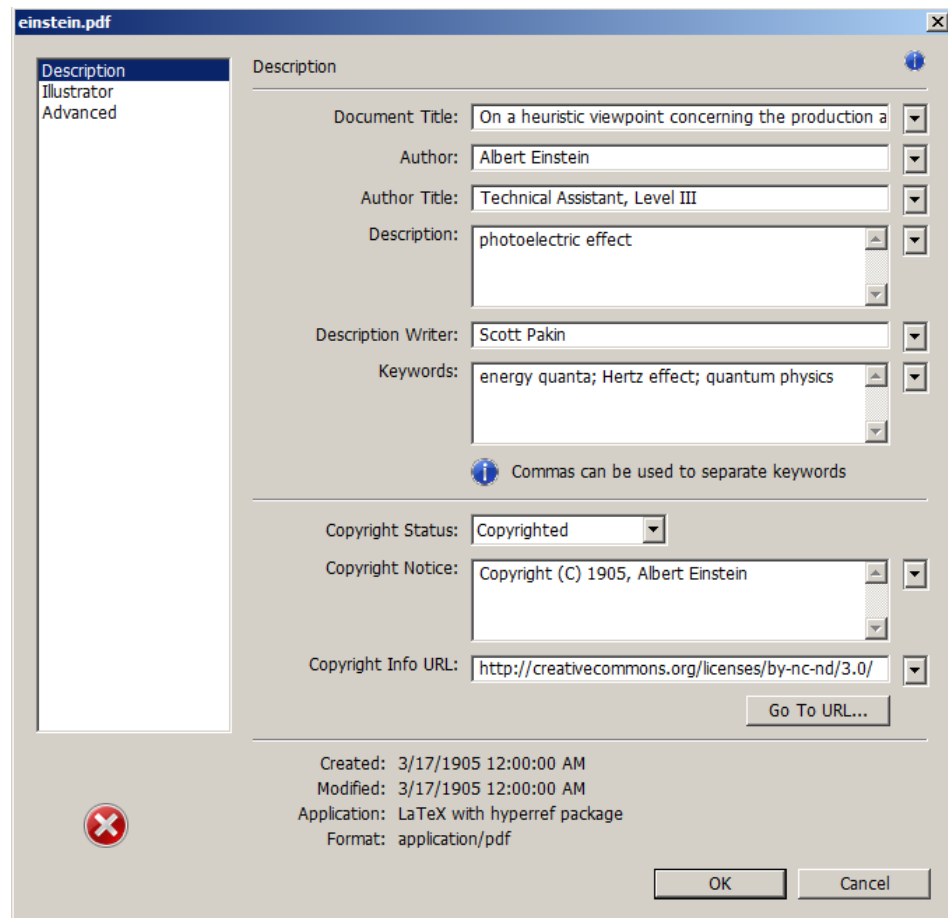 einstein.pdf
Description
Illustrator
Advanced
Description
Document Title: On a heuristic viewpoint concerning the production a
Author: Albert Einstein
Author Title: Technical Assistant, Level III
Description: photoelectric effect
Description Writer: Scott Pakin
Keywords: energy quanta; Hertz effect; quantum physics
Commas can be used to separate keywords
Copyright Status: Copyrighted
Copyright Notice: Copyright (C) 1905, Albert Einstein
Copyright Info URL: http://creativecommons.org/licenses/by-nc-nd/3.0/
Go To URL...
Created: 3/17/1905 12:00:00 AM
Modified: 3/17/1905 12:00:00 AM
Application: LaTeX with hyperref package
Format: application/pdf
OK Cancel